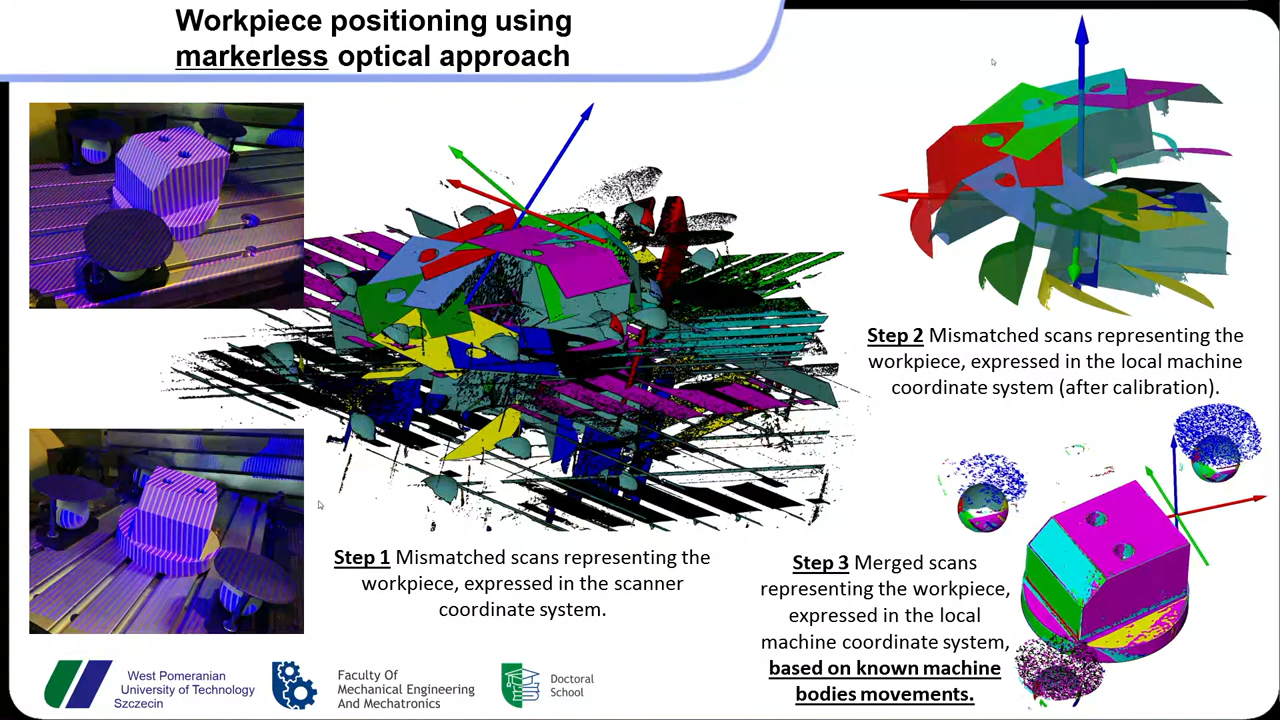 Workpiece positioning using
markerless optical approach
Step 1 Mismatched scans representing the
workpiece, expressed in the scanner
coordinate system.
Step 2 Mismatched scans representing the
workpiece, expressed in the local machine
coordinate system (after calibration).
Step 3 Merged scans
representing the workpiece,
expressed in the local
machine coordinate system,
based on known machine
bodies movements.
West Pomeranian
University of Technology
Szczecin
Faculty Of
Mechanical Engineering
And Mechatronics
Doctoral
School